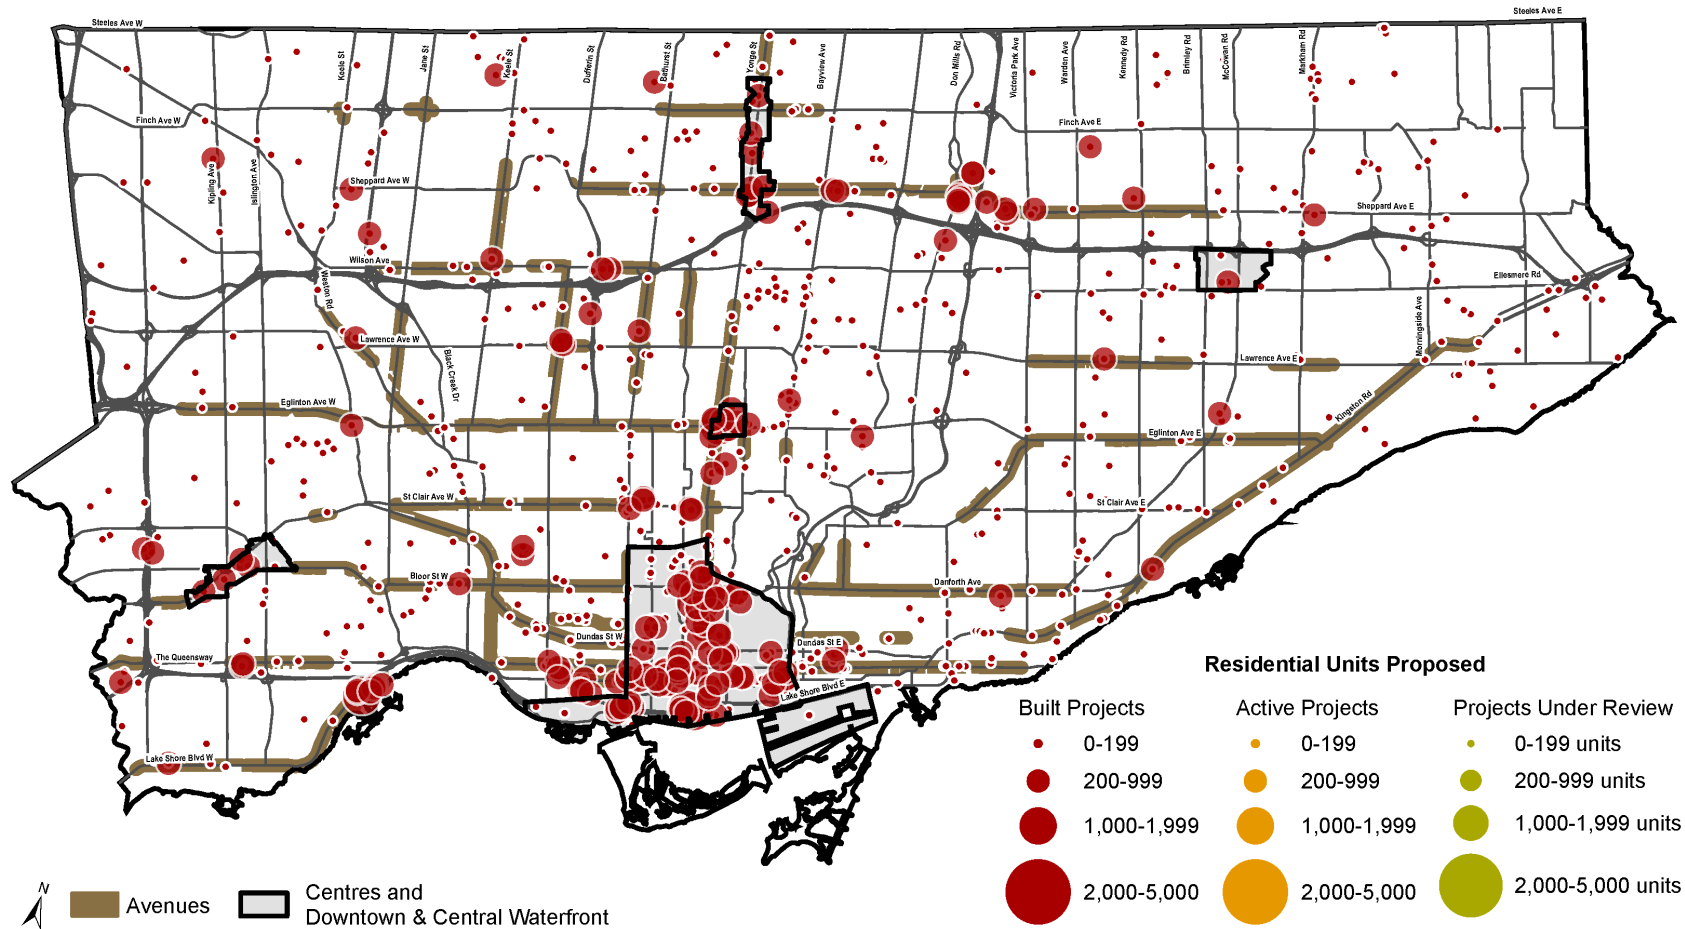 Steeles Ave W
Steeles Ave E
Keele St
Jane St
Keele St
Dufferin St
Bathurst St
Yonge St
Bayview Ave
Don Mills Rd
Victoria Park Ave
Warden Ave
Kennedy Rd
Brimley Rd
McCowan Rd
Markham Rd
Finch Ave W
Finch Ave E
Kipling Ave
Islington Ave
Sheppard Ave W
Sheppard Ave E
Wilson Ave
Ellesmere Rd
Weston Rd
Morningside Ave
Lawrence Ave W
Lawrence Ave E
Black Creek Dr
Eglinton Ave W
Kingston Rd
Eglinton Ave E
St Clair Ave W
St Clair Ave E
Bloor St W
Danforth Ave
Dundas St W
Dundas St E
The Queensway
Lake Shore Blvd E
Lake Shore Blvd W
Residential Units Proposed
Built Projects Active Projects Projects Under Review
0-199 0-199 0-199 units
200-999 200-999 200-999 units
1,000-1,999 1,000-1,999 1,000-1,999 units
2,000-5,000 2,000-5,000 2,000-5,000 units
N
Avenues
Centres and
Downtown & Central Waterfront